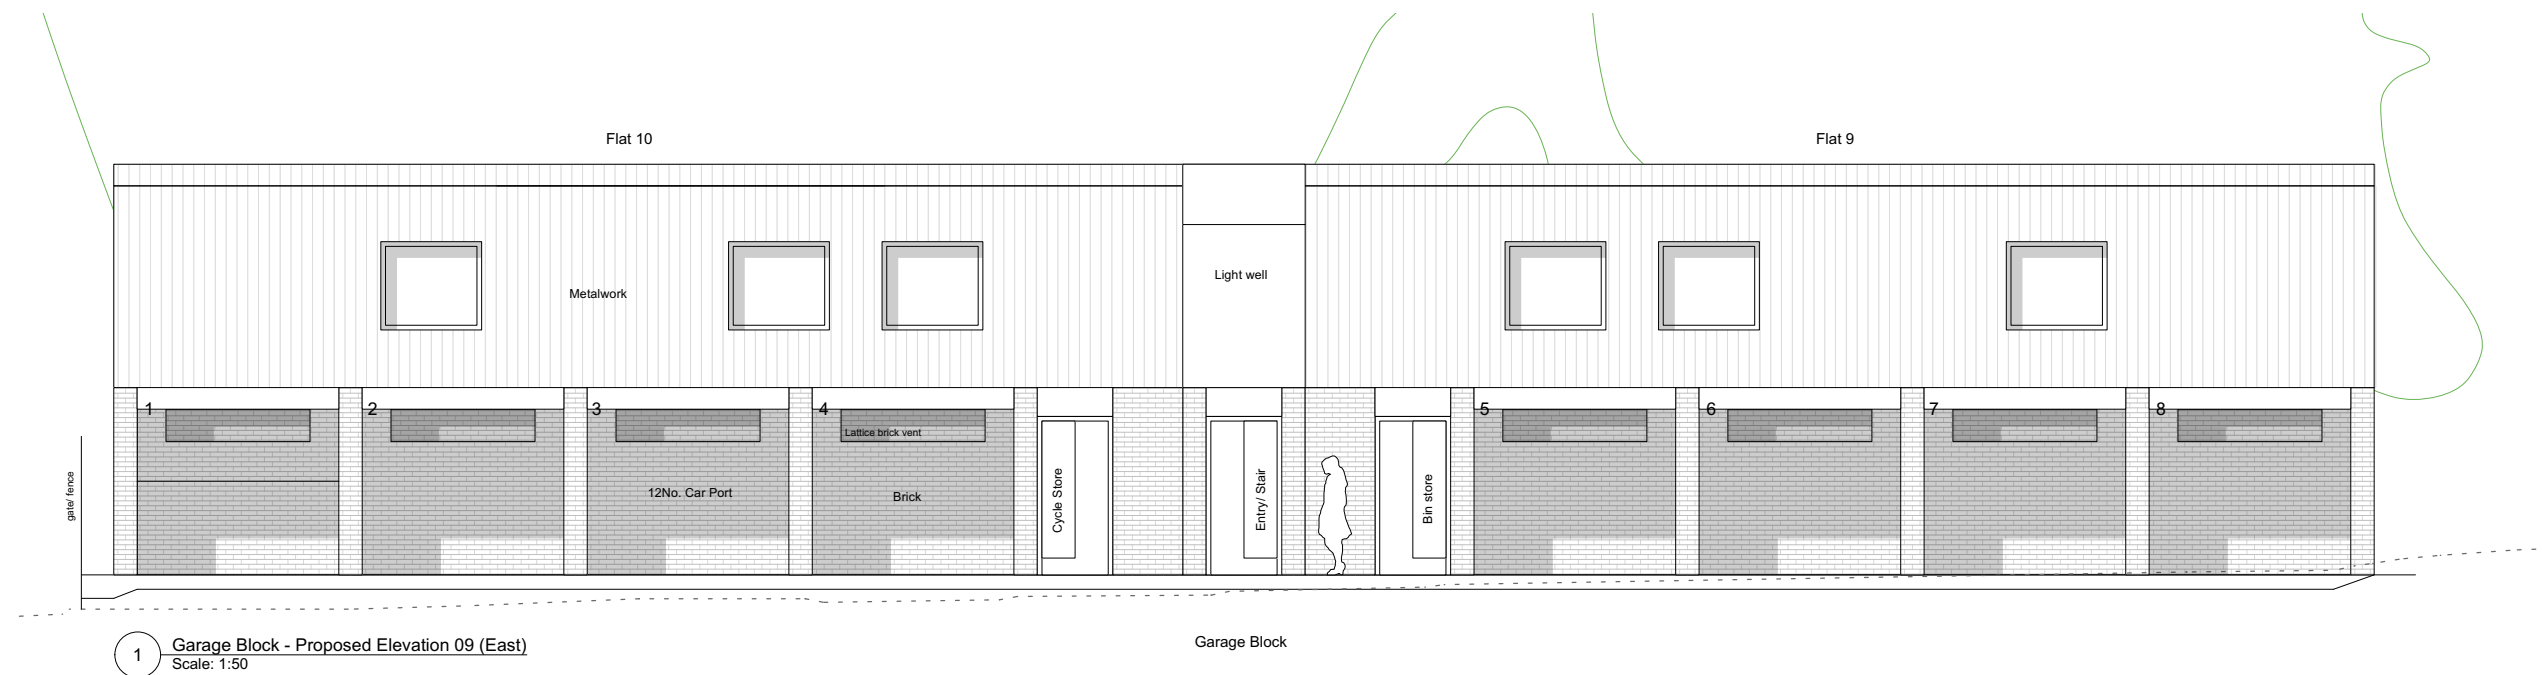 Flat 10
Flat 9
Light well
Metalwork
1
2
3
4
5
6
7
8
Lattice brick vent
gate/ fence
12No. Car Port
Brick
Cycle Store
Entry/ Stair
Bin store
1
Garage Block - Proposed Elevation 09 (East)
Scale: 1:50
Garage Block